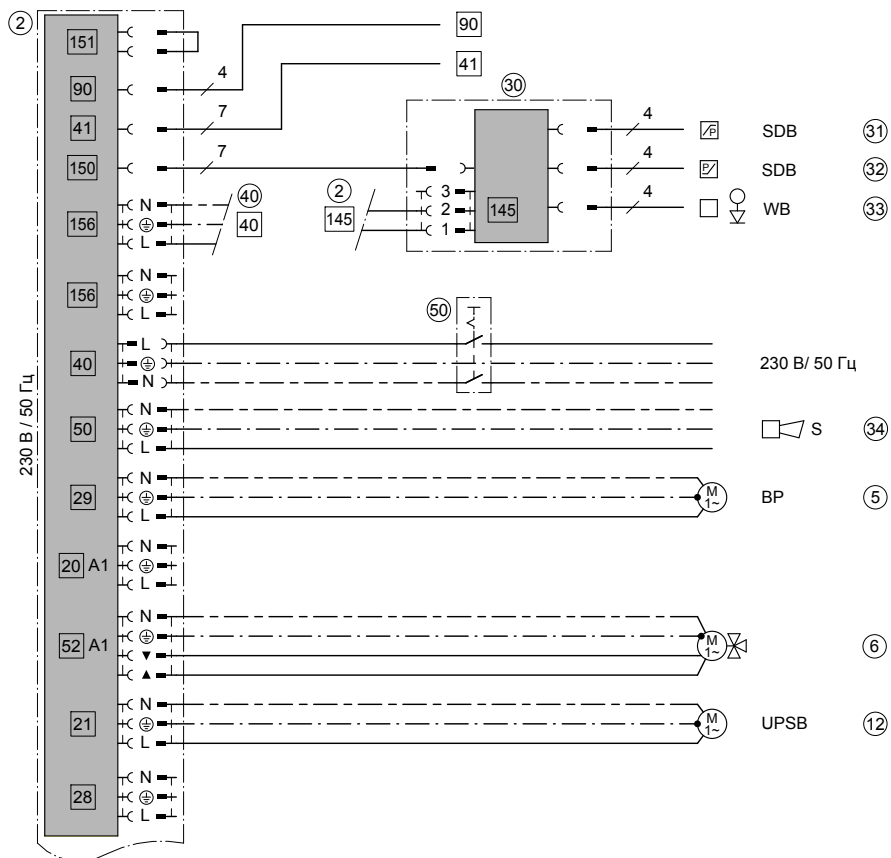 2
151
90
90
4
41
41
7
30
150
7
31
SDB
4
P
32
SDB
4
P
33
WB
4
2
145
3
2
1
145
156
N
L
40
40
156
N
L
50
40
L
N
230 В/ 50 Гц
230 В / 50 Гц
50
N
L
S
34
29
N
L
M
1~
BP
5
20 A1
N
L
52 A1
N
▼
▲
M
1~
6
21
N
L
M
1~
UPSB
12
28
N
L